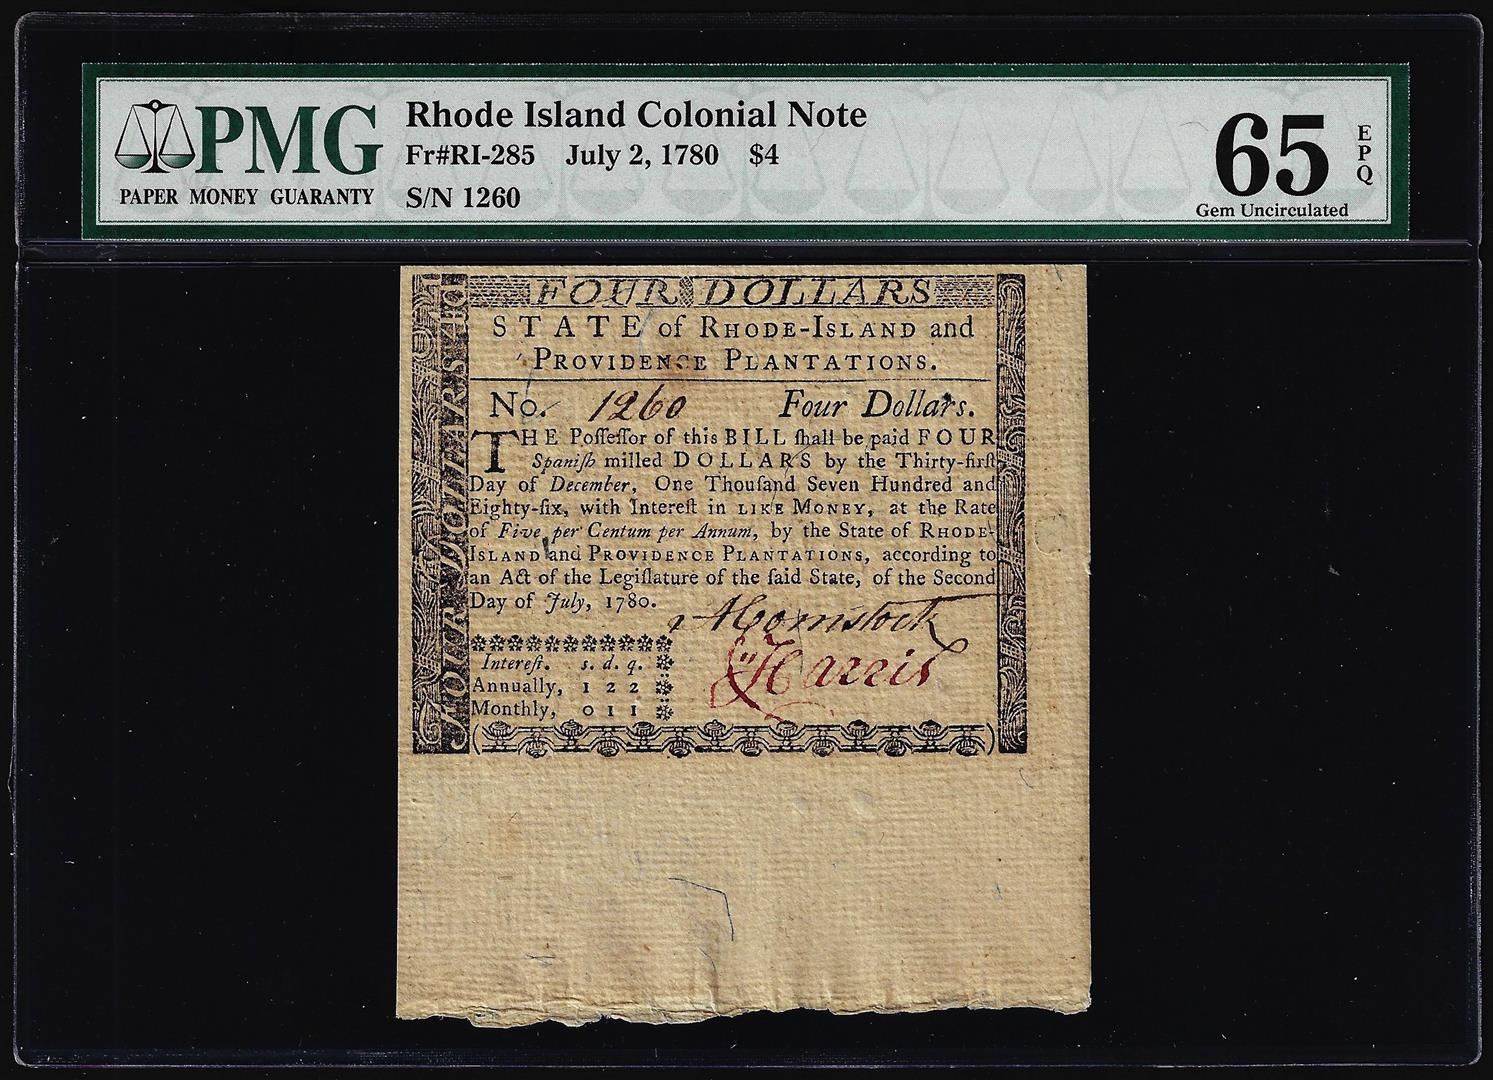 PMG
PAPER MONEY GUARANTY
Rhode Island Colonial Note
Fr#RI-285 July 2, 1780 $4
S/N 1260
65 EPQ
Gem Uncirculated
FOUR DOLLARS
FOUR DOLLARS
STATE of RHODE-ISLAND and
PROVIDENCE PLANTATIONS.
No. 1260 Four Dollars.
THE Poſſeſſor of this BILL ſhall be paid FOUR
Spaniſh milled DOLLARS by the Thirty-firſt
Day of December, One Thouſand Seven Hundred and
Eighty-ſix, with Intereſt in LIKE MONEY, at the Rate
of Five per Centum per Annum, by the State of RHODE-
ISLAND and PROVIDENCE PLANTATIONS, according to
an Act of the Legiſlature of the ſaid State, of the Second
Day of July, 1780.
A Comstock
Harris
Intereſt. s. d. q.
Annually, 1 2 2
Monthly, 0 1 1